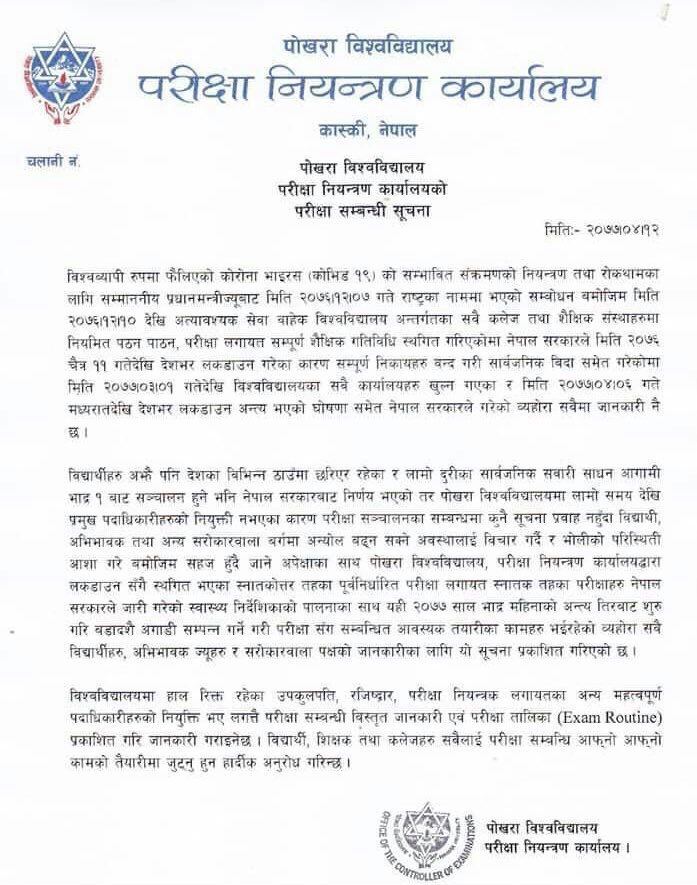 पोखरा विश्वविद्यालय
परीक्षा नियन्त्रण कार्यालय
कास्की, नेपाल
चलानी नं.
पोखरा विश्वविद्यालय
परीक्षा नियन्त्रण कार्यालयको
परीक्षा सम्बन्धी सूचना
मिति:- २०७७।०४।१२
विश्वव्यापी रुपमा फैलिएको कोरोना भाइरस (कोभिड १९) को सम्भावित संक्रमणको नियन्त्रण तथा रोकथामका
लागि सम्माननीय प्रधानमन्त्रीज्यूबाट मिति २०७६।१२।०७ गते राष्ट्रका नाममा भएको सम्बोधन बमोजिम मिति
२०७६।१२।१० देखि अत्यावश्यक सेवा बाहेक विश्वविद्यालय अन्तर्गतका सवै कलेज तथा शैक्षिक संस्थाहरुमा
नियमित पठन पाठन, परीक्षा लगायत सम्पूर्ण शैक्षिक गतिविधि स्थगित गरिएकोमा नेपाल सरकारले मिति २०७६
चैत्र ११ गतेदेखि देशभर लकडाउन गरेका कारण सम्पूर्ण निकायहरु बन्द गरी सार्वजनिक विदा समेत गरेकोमा
मिति २०७७।०३।०१ गतेदेखि विश्वविद्यालयका सवै कार्यालयहरु खुल्न गएका र मिति २०७७।०४।०६ गते
मध्यरातदेखि देशभर लकडाउन अन्त्य भएको घोषणा समेत नेपाल सरकारले गरेको व्यहोरा सवैमा जानकारी नै
छ ।
विद्यार्थीहरु अझै पनि देशका विभिन्न ठाउँमा छरिएर रहेका र लामो दुरीका सार्वजनिक सवारी साधन आगामी
भाद्र १ बाट सञ्चालन हुने भनि नेपाल सरकारबाट निर्णय भएको तर पोखरा विश्वविद्यालयमा लामो समय देखि
प्रमुख पदाधिकारीहरुको नियुक्ती नभएका कारण परीक्षा सञ्चालनका सम्बन्धमा कुनै सूचना प्रवाह नहुँदा विद्यार्थी,
अभिभावक तथा अन्य सरोकारवाला बर्गमा अन्योल बढ्न सक्ने अवस्थालाई विचार गर्दै र भोलीको परिस्थिती
आशा गरे बमोजिम सहज हुँदै जाने अपेक्षाका साथ पोखरा विश्वविद्यालय, परीक्षा नियन्त्रण कार्यालयद्वारा
लकडाउन सँगै स्थगित भएका स्नातकोत्तर तहका पूर्वनिर्धारित परीक्षा लगायत स्नातक तहका परीक्षाहरु नेपाल
सरकारले जारी गरेको स्वास्थ्य निर्देशिकाको पालनाका साथ यही २०७७ साल भाद्र महिनाको अन्त्य तिरबाट शुरु
गरि बडादशै अगाडी सम्पन्न गर्ने गरी परीक्षा संग सम्बन्धित आवस्यक तयारीका कामहरु भईरहेको व्यहोरा सवै
विद्यार्थीहरु, अभिभावक ज्यूहरु र सरोकारवाला पक्षको जानकारीका लागि यो सूचना प्रकाशित गरिएको छ ।
विश्वविद्यालयमा हाल रिक्त रहेका उपकुलपति, रजिष्द्रार, परीक्षा नियन्त्रक लगायतका अन्य महत्वपूर्ण
पदाधिकारीहरुको नियुक्ति भए लगत्तै परीक्षा सम्वन्धी विस्तृत जानकारी एवं परीक्षा तालिका (Exam Routine)
प्रकाशित गरि जानकारी गराइनेछ । विद्यार्थी, शिक्षक तथा कलेजहरु सवैलाई परीक्षा सम्बन्धि आफ्नो आफ्नो
कामको तैयारीमा जुट्नु हुन हार्दीक अनुरोध गरिन्छ ।
OFFICE OF THE CONTROLLER OF EXAMINATIONS
पोखरा विश्वविद्यालय
परीक्षा नियन्त्रण कार्यालय ।